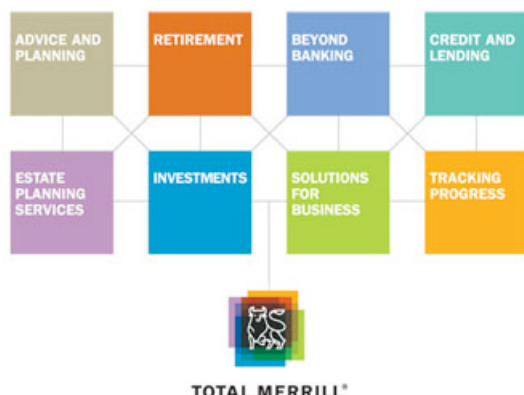 ADVICE AND
PLANNING
RETIREMENT
BEYOND
BANKING
CREDIT AND
LENDING
ESTATE
PLANNING
SERVICES
INVESTMENTS
SOLUTIONS
FOR
BUSINESS
TRACKING
PROGRESS
TOTAL MERRILL®